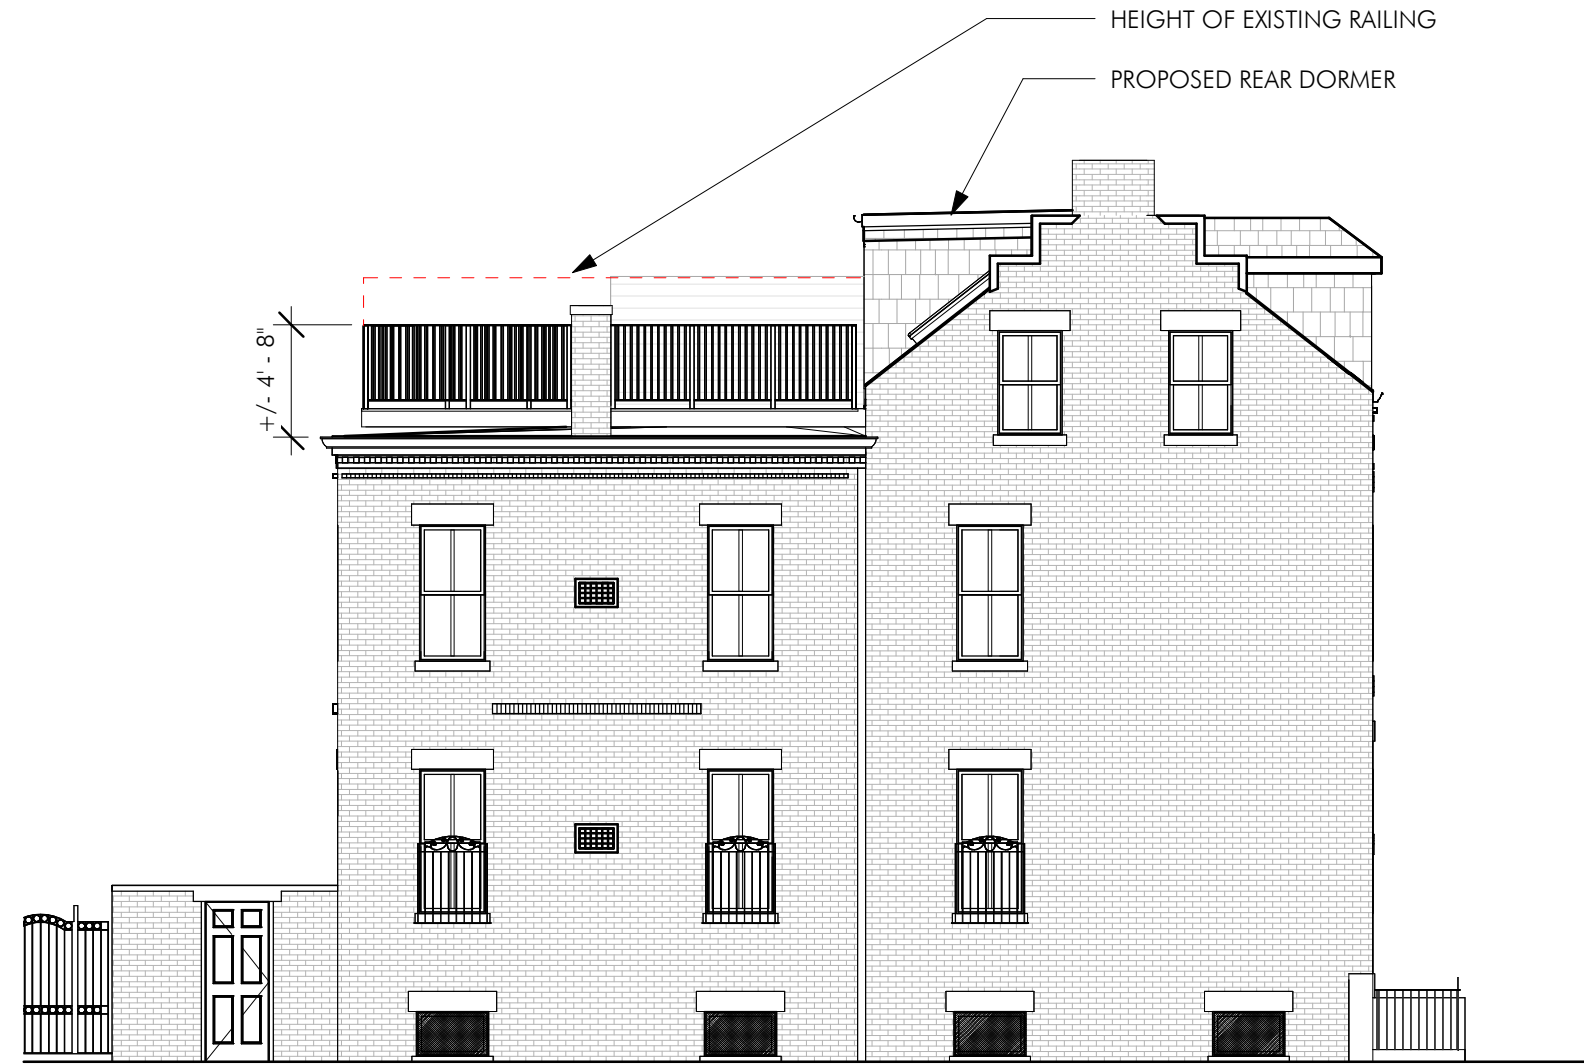 HEIGHT OF EXISTING RAILING
PROPOSED REAR DORMER
+/- 4' - 8"